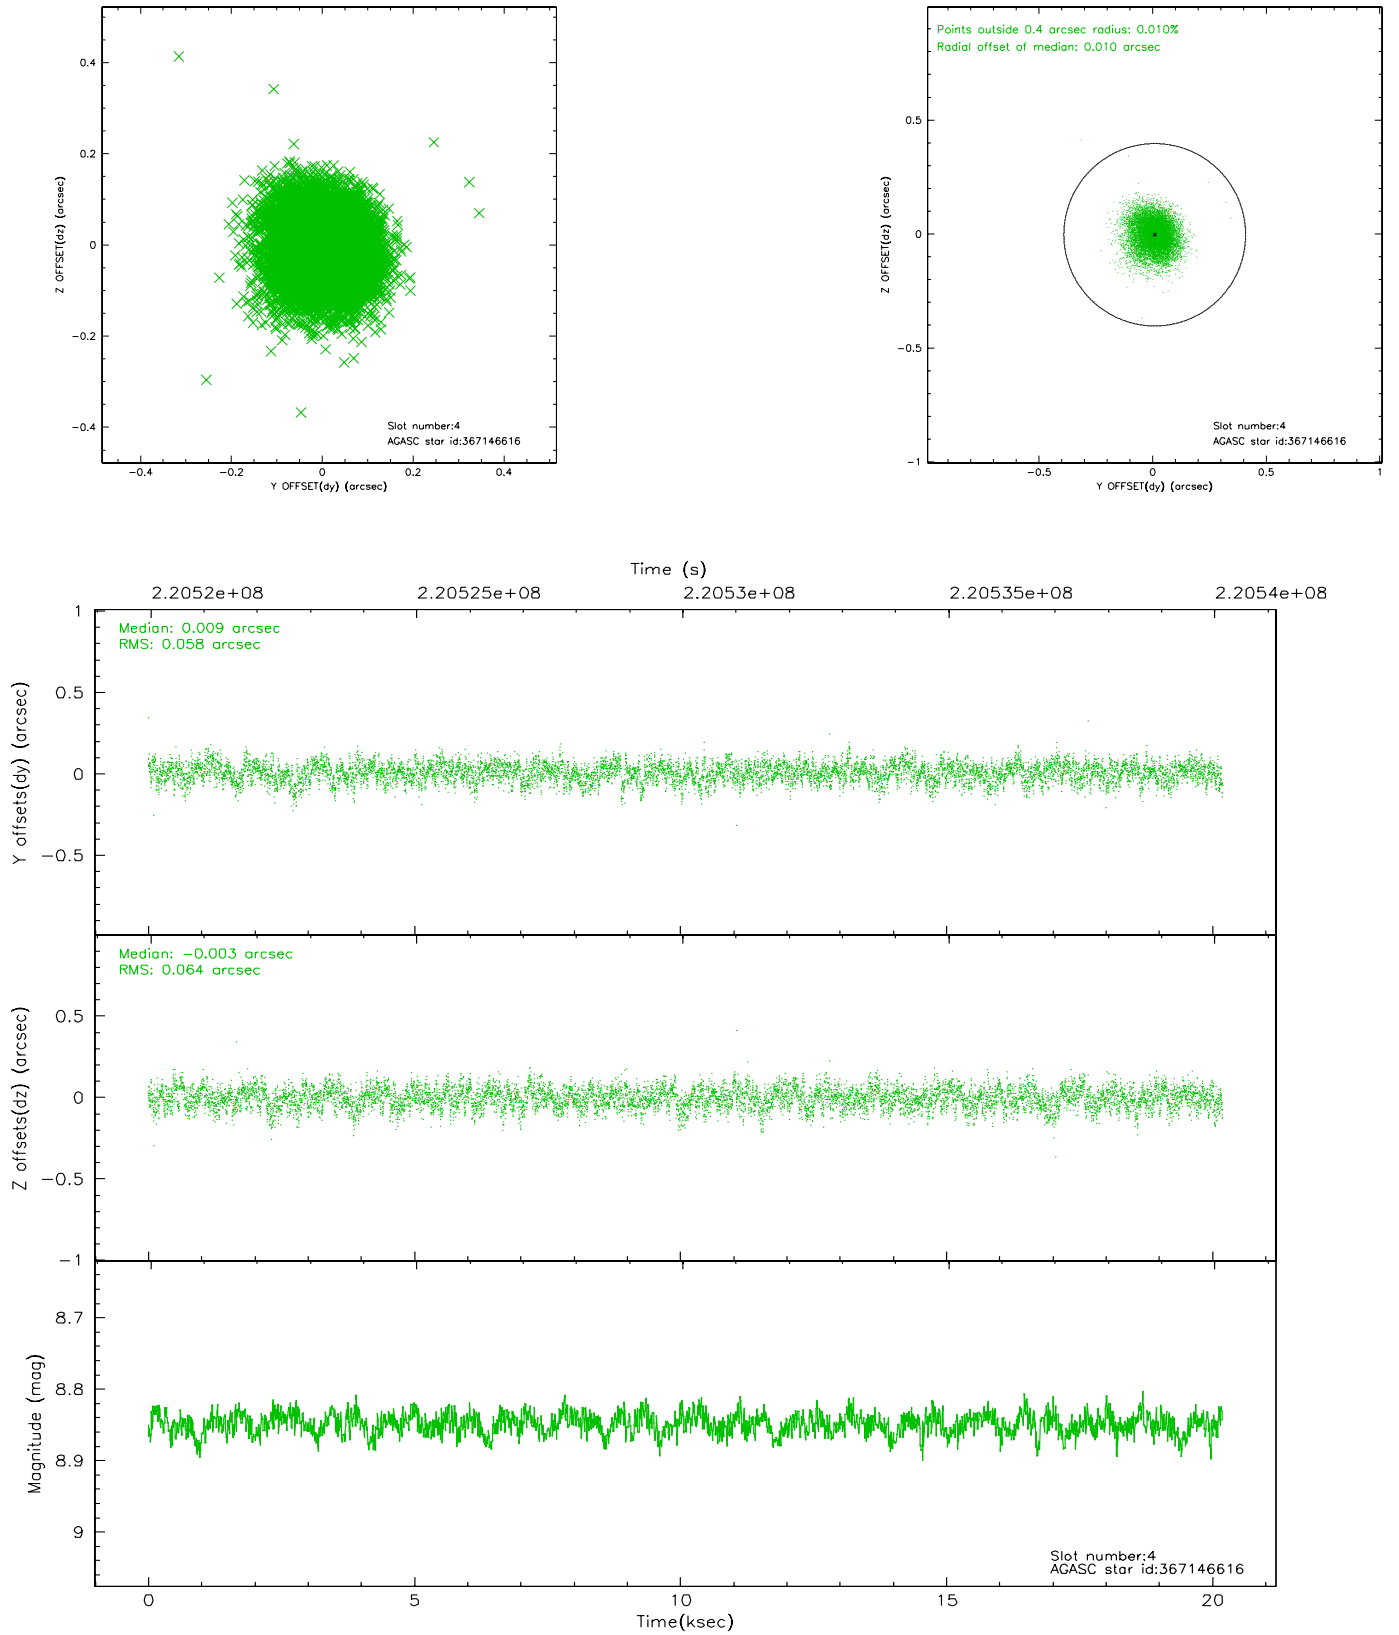 0.4
0.2
0
−0.2
−0.4
Z OFFSET(dz) (arcsec)
Slot number:4
AGASC star id:367146616
−0.4 −0.2 0 0.2 0.4
Y OFFSET(dy) (arcsec)
Points outside 0.4 arcsec radius: 0.010%
Radial offset of median: 0.010 arcsec
0.5
0
−0.5
−1
Z OFFSET(dz) (arcsec)
Slot number:4
AGASC star id:367146616
−0.5 0 0.5 1
Y OFFSET(dy) (arcsec)
Time (s)
2.2052e+08 2.20525e+08 2.2053e+08 2.20535e+08 2.2054e+08
Median: 0.009 arcsec
RMS: 0.058 arcsec
1
0.5
0
−0.5
Y offsets(dy) (arcsec)
Median: −0.003 arcsec
RMS: 0.064 arcsec
0.5
0
−0.5
−1
Z offsets(dz) (arcsec)
8.7
8.8
8.9
9
Magnitude (mag)
Slot number:4
AGASC star id:367146616
0 5 10 15 20
Time(ksec)